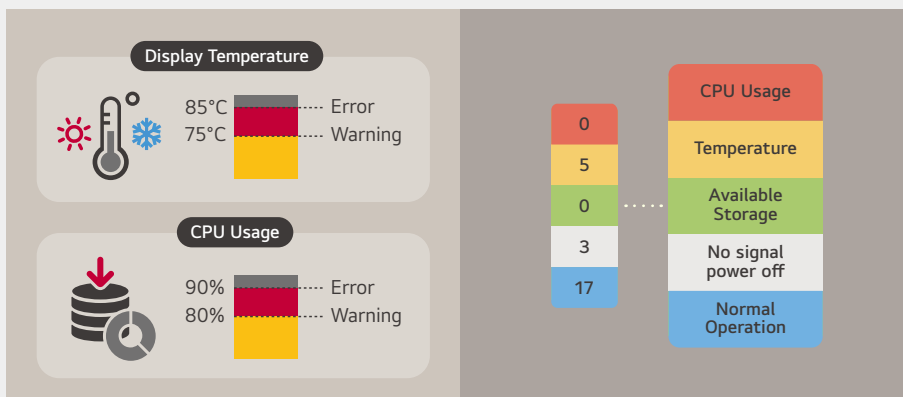 Display Temperature
85°C Error
75°C Warning
CPU Usage
90% Error
80% Warning
0
5
0
3
17
CPU Usage
Temperature
Available
Storage
No signal
power off
Normal
Operation